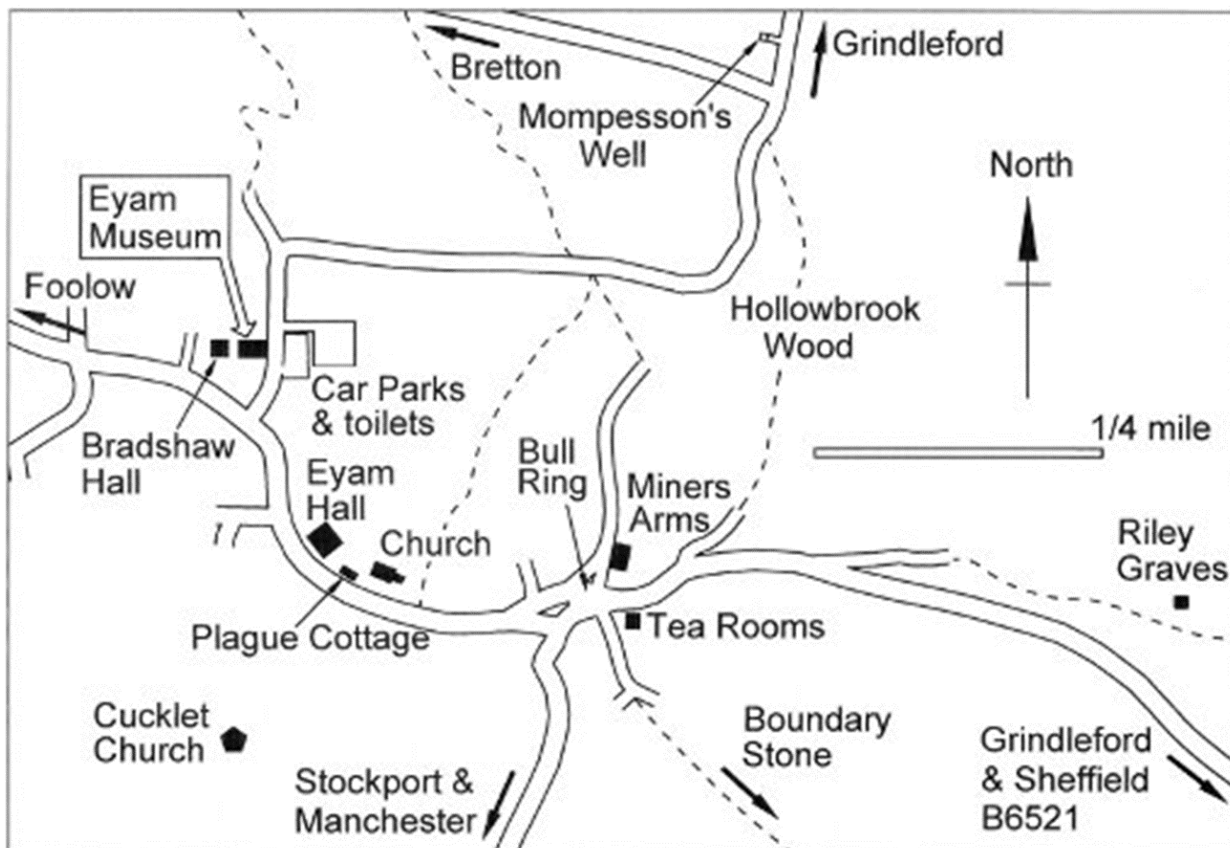 Grindleford
Bretton
Mompesson's
Well
North
Eyam
Museum
Foolow
Hollowbrook
Wood
Car Parks
& toilets
1/4 mile
Bradshaw
Hall
Bull
Ring
Eyam
Hall
Miners
Arms
Church
Riley
Graves
Plague Cottage
Tea Rooms
Cucklet
Church
Boundary
Stone
Grindleford
& Sheffield
B6521
Stockport &
Manchester